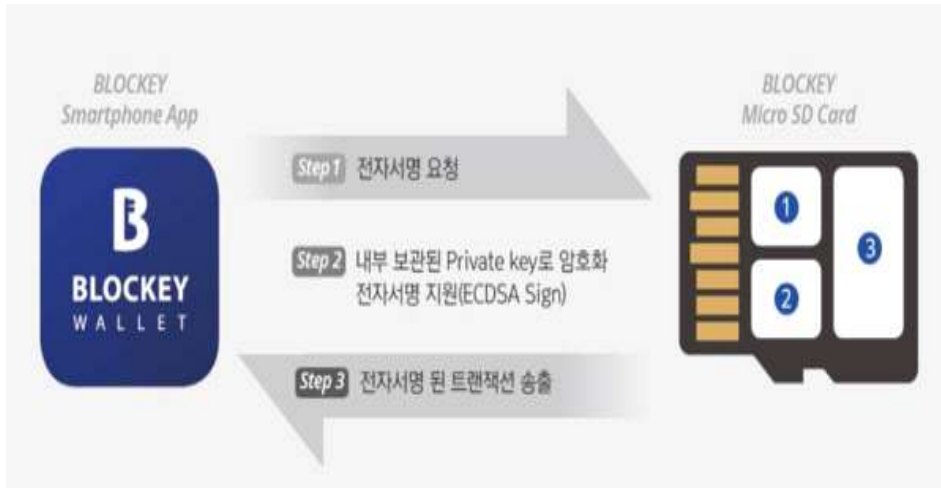 BLOCKEY
Smartphone App
B
BLOCKEY
WALLET
Step 1 전자서명 요청
Step 2 내부 보관된 Private key로 암호화
전자서명 지원(ECDSA Sign)
Step 3 전자서명 된 트랜잭션 송출
BLOCKEY
Micro SD Card
1
2
3